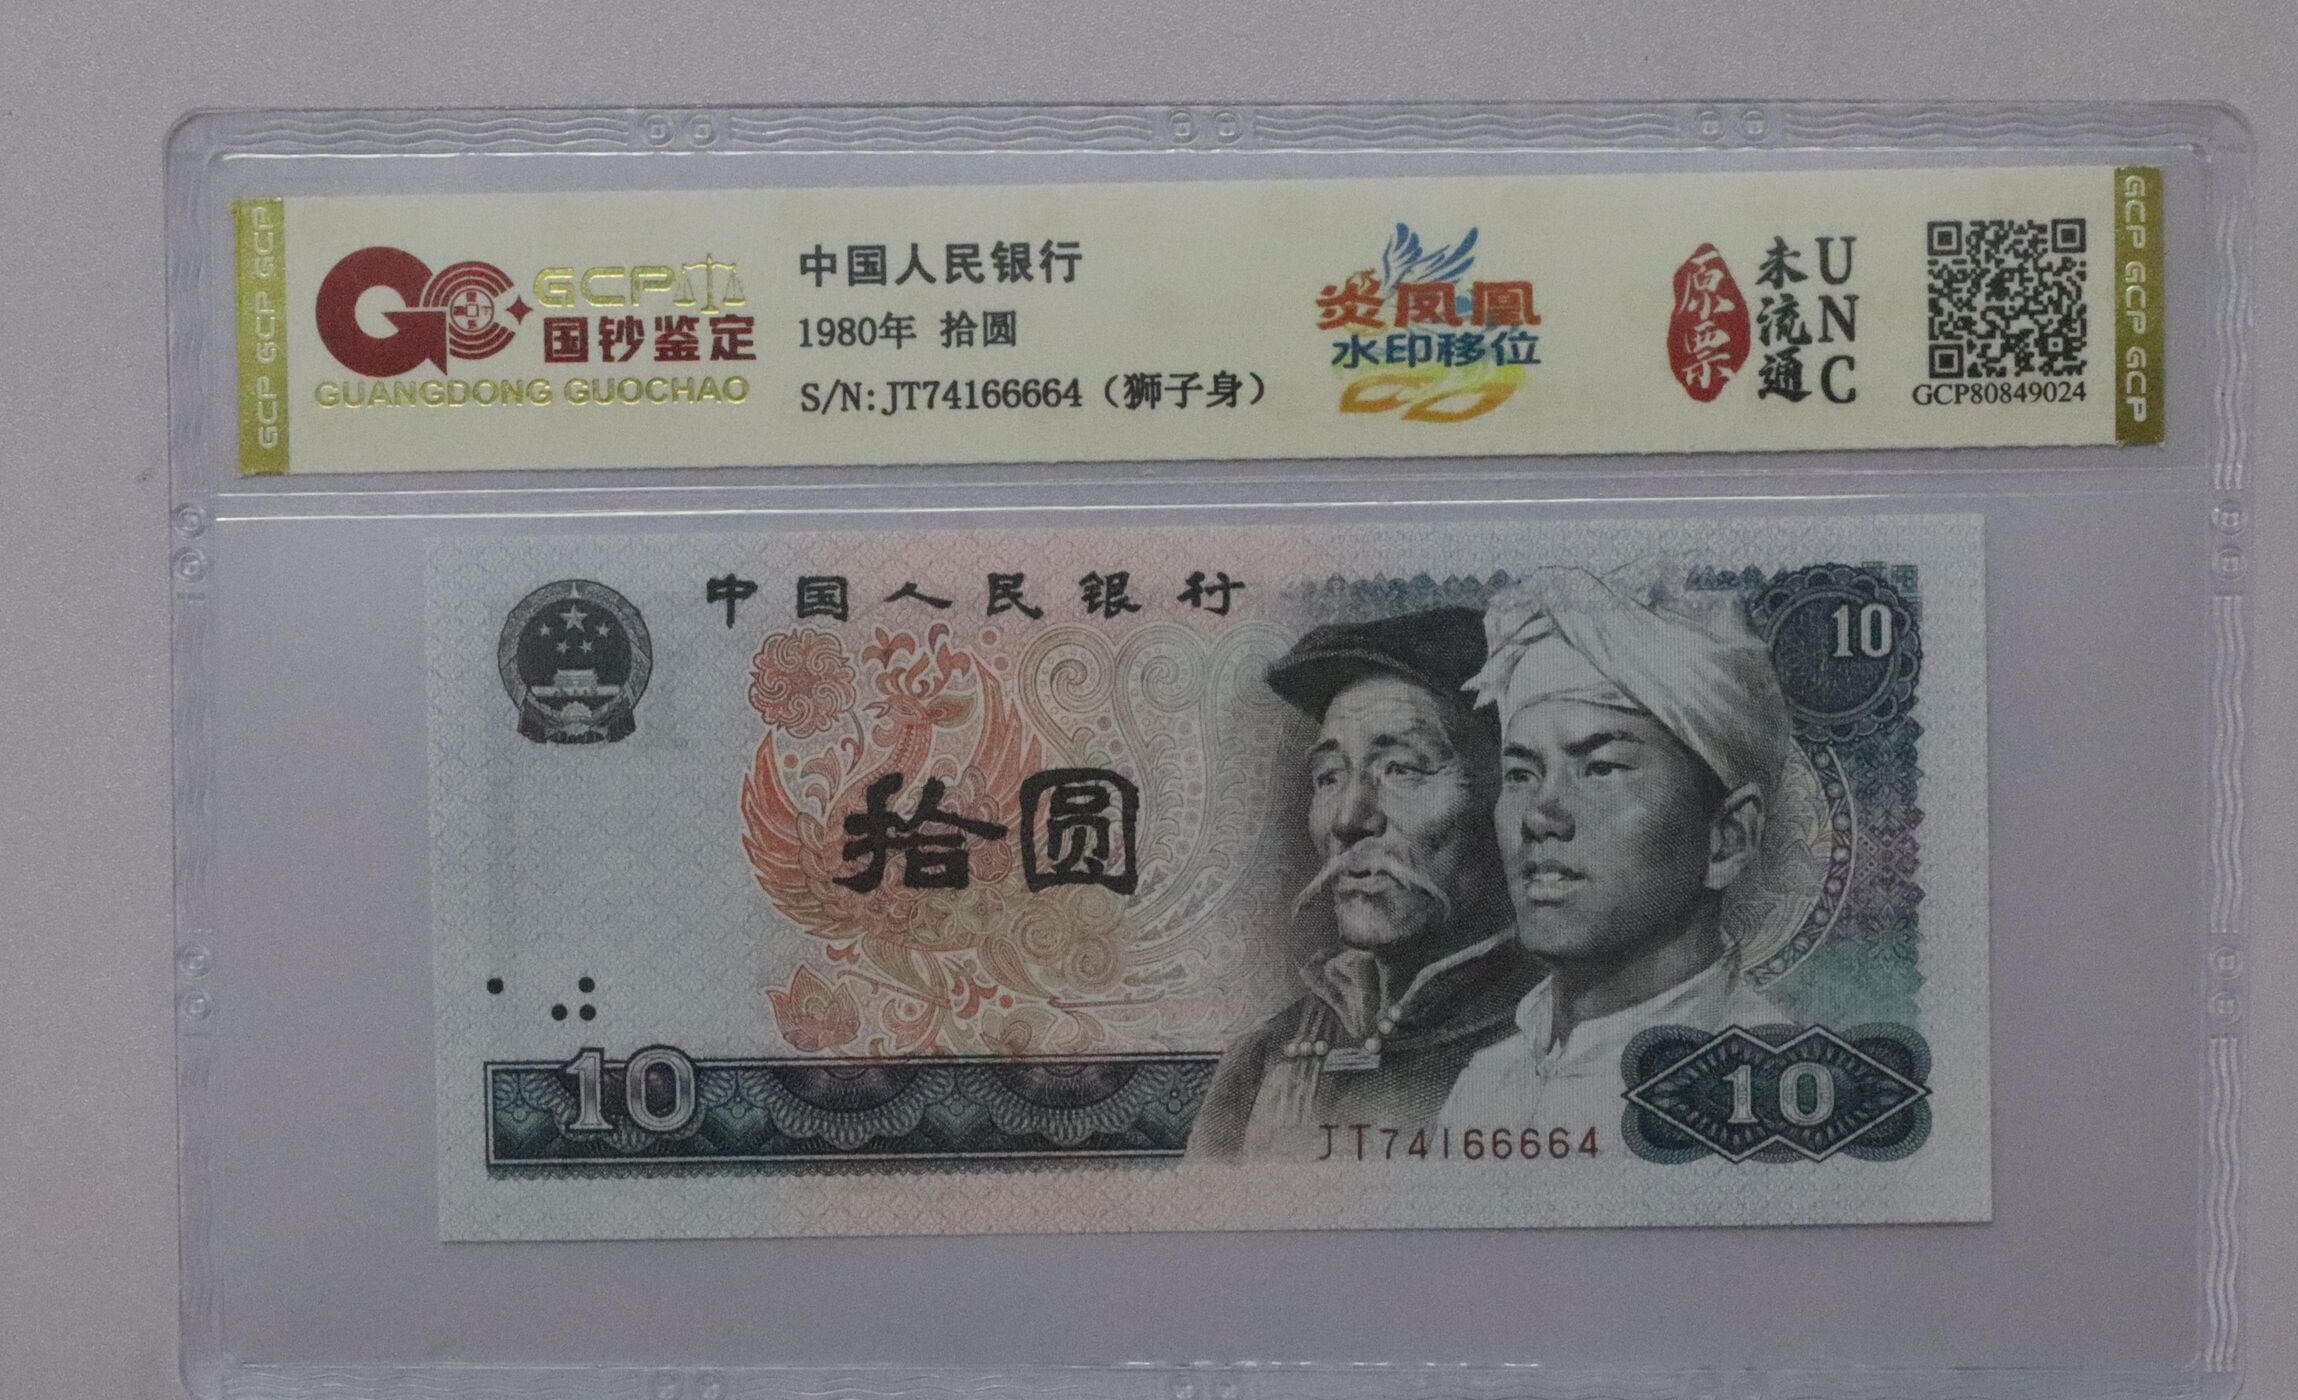 GCP GCP GCP
GCP
国钞鉴定
GUANGDONG GUOCHAO
中国人民银行
1980年 拾圆
S/N:JT74166664（狮子身）
炎凤凰
水印移位
原票
未流通
UNC
GCP80849024
GCP GCP GCP
中国人民银行
10
拾圆
10
10
JT74166664